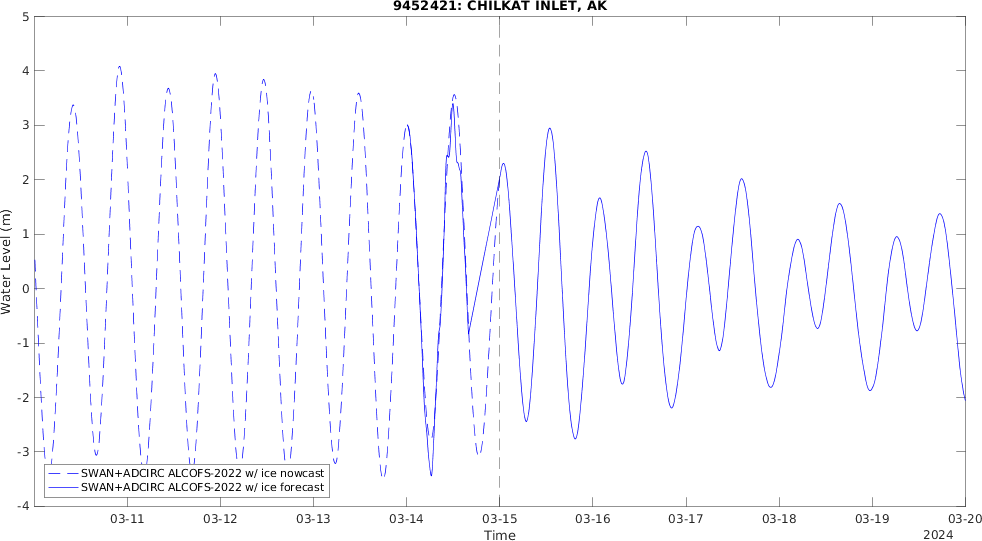 9452421: CHILKAT INLET, AK
5
4
3
2
1
0
-1
-2
-3
-4
Water Level (m)
SWAN+ADCIRC ALCOFS-2022 w/ ice nowcast
SWAN+ADCIRC ALCOFS-2022 w/ ice forecast
03-11 03-12 03-13 03-14 03-15 03-16 03-17 03-18 03-19 03-20
Time
2024